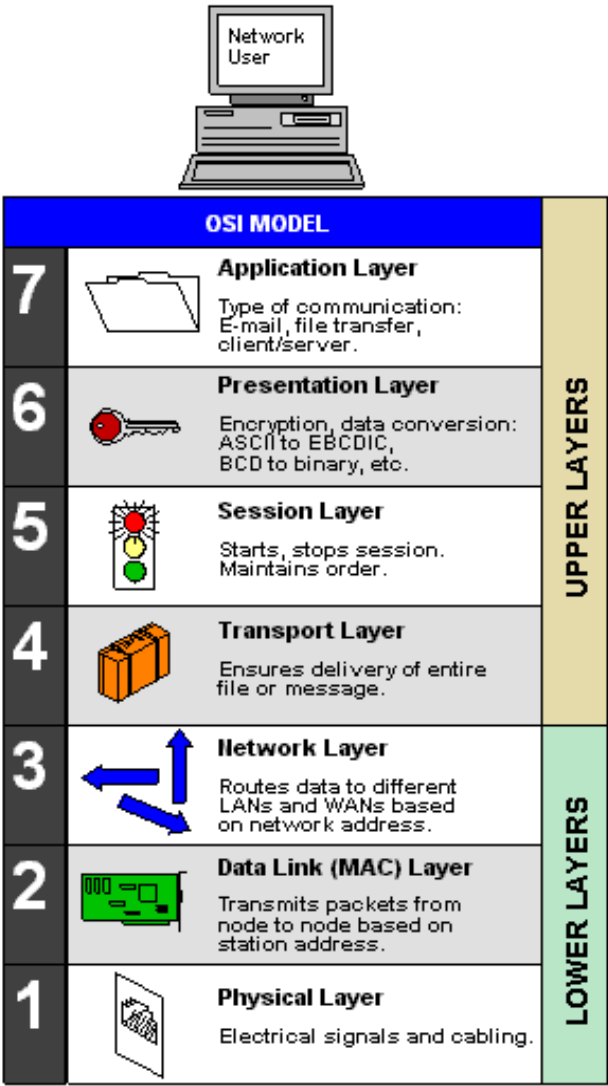 Network
User
OSI MODEL
7
Application Layer
Type of communication:
E-mail, file transfer,
client/server.
6
Presentation Layer
Encryption, data conversion:
ASCII to EBCDIC,
BCD to binary, etc.
5
Session Layer
Starts, stops session.
Maintains order.
4
Transport Layer
Ensures delivery of entire
file or message.
UPPER LAYERS
3
Network Layer
Routes data to different
LANs and WANs based
on network address.
2
Data Link (MAC) Layer
Transmits packets from
node to node based on
station address.
1
Physical Layer
Electrical signals and cabling.
LOWER LAYERS